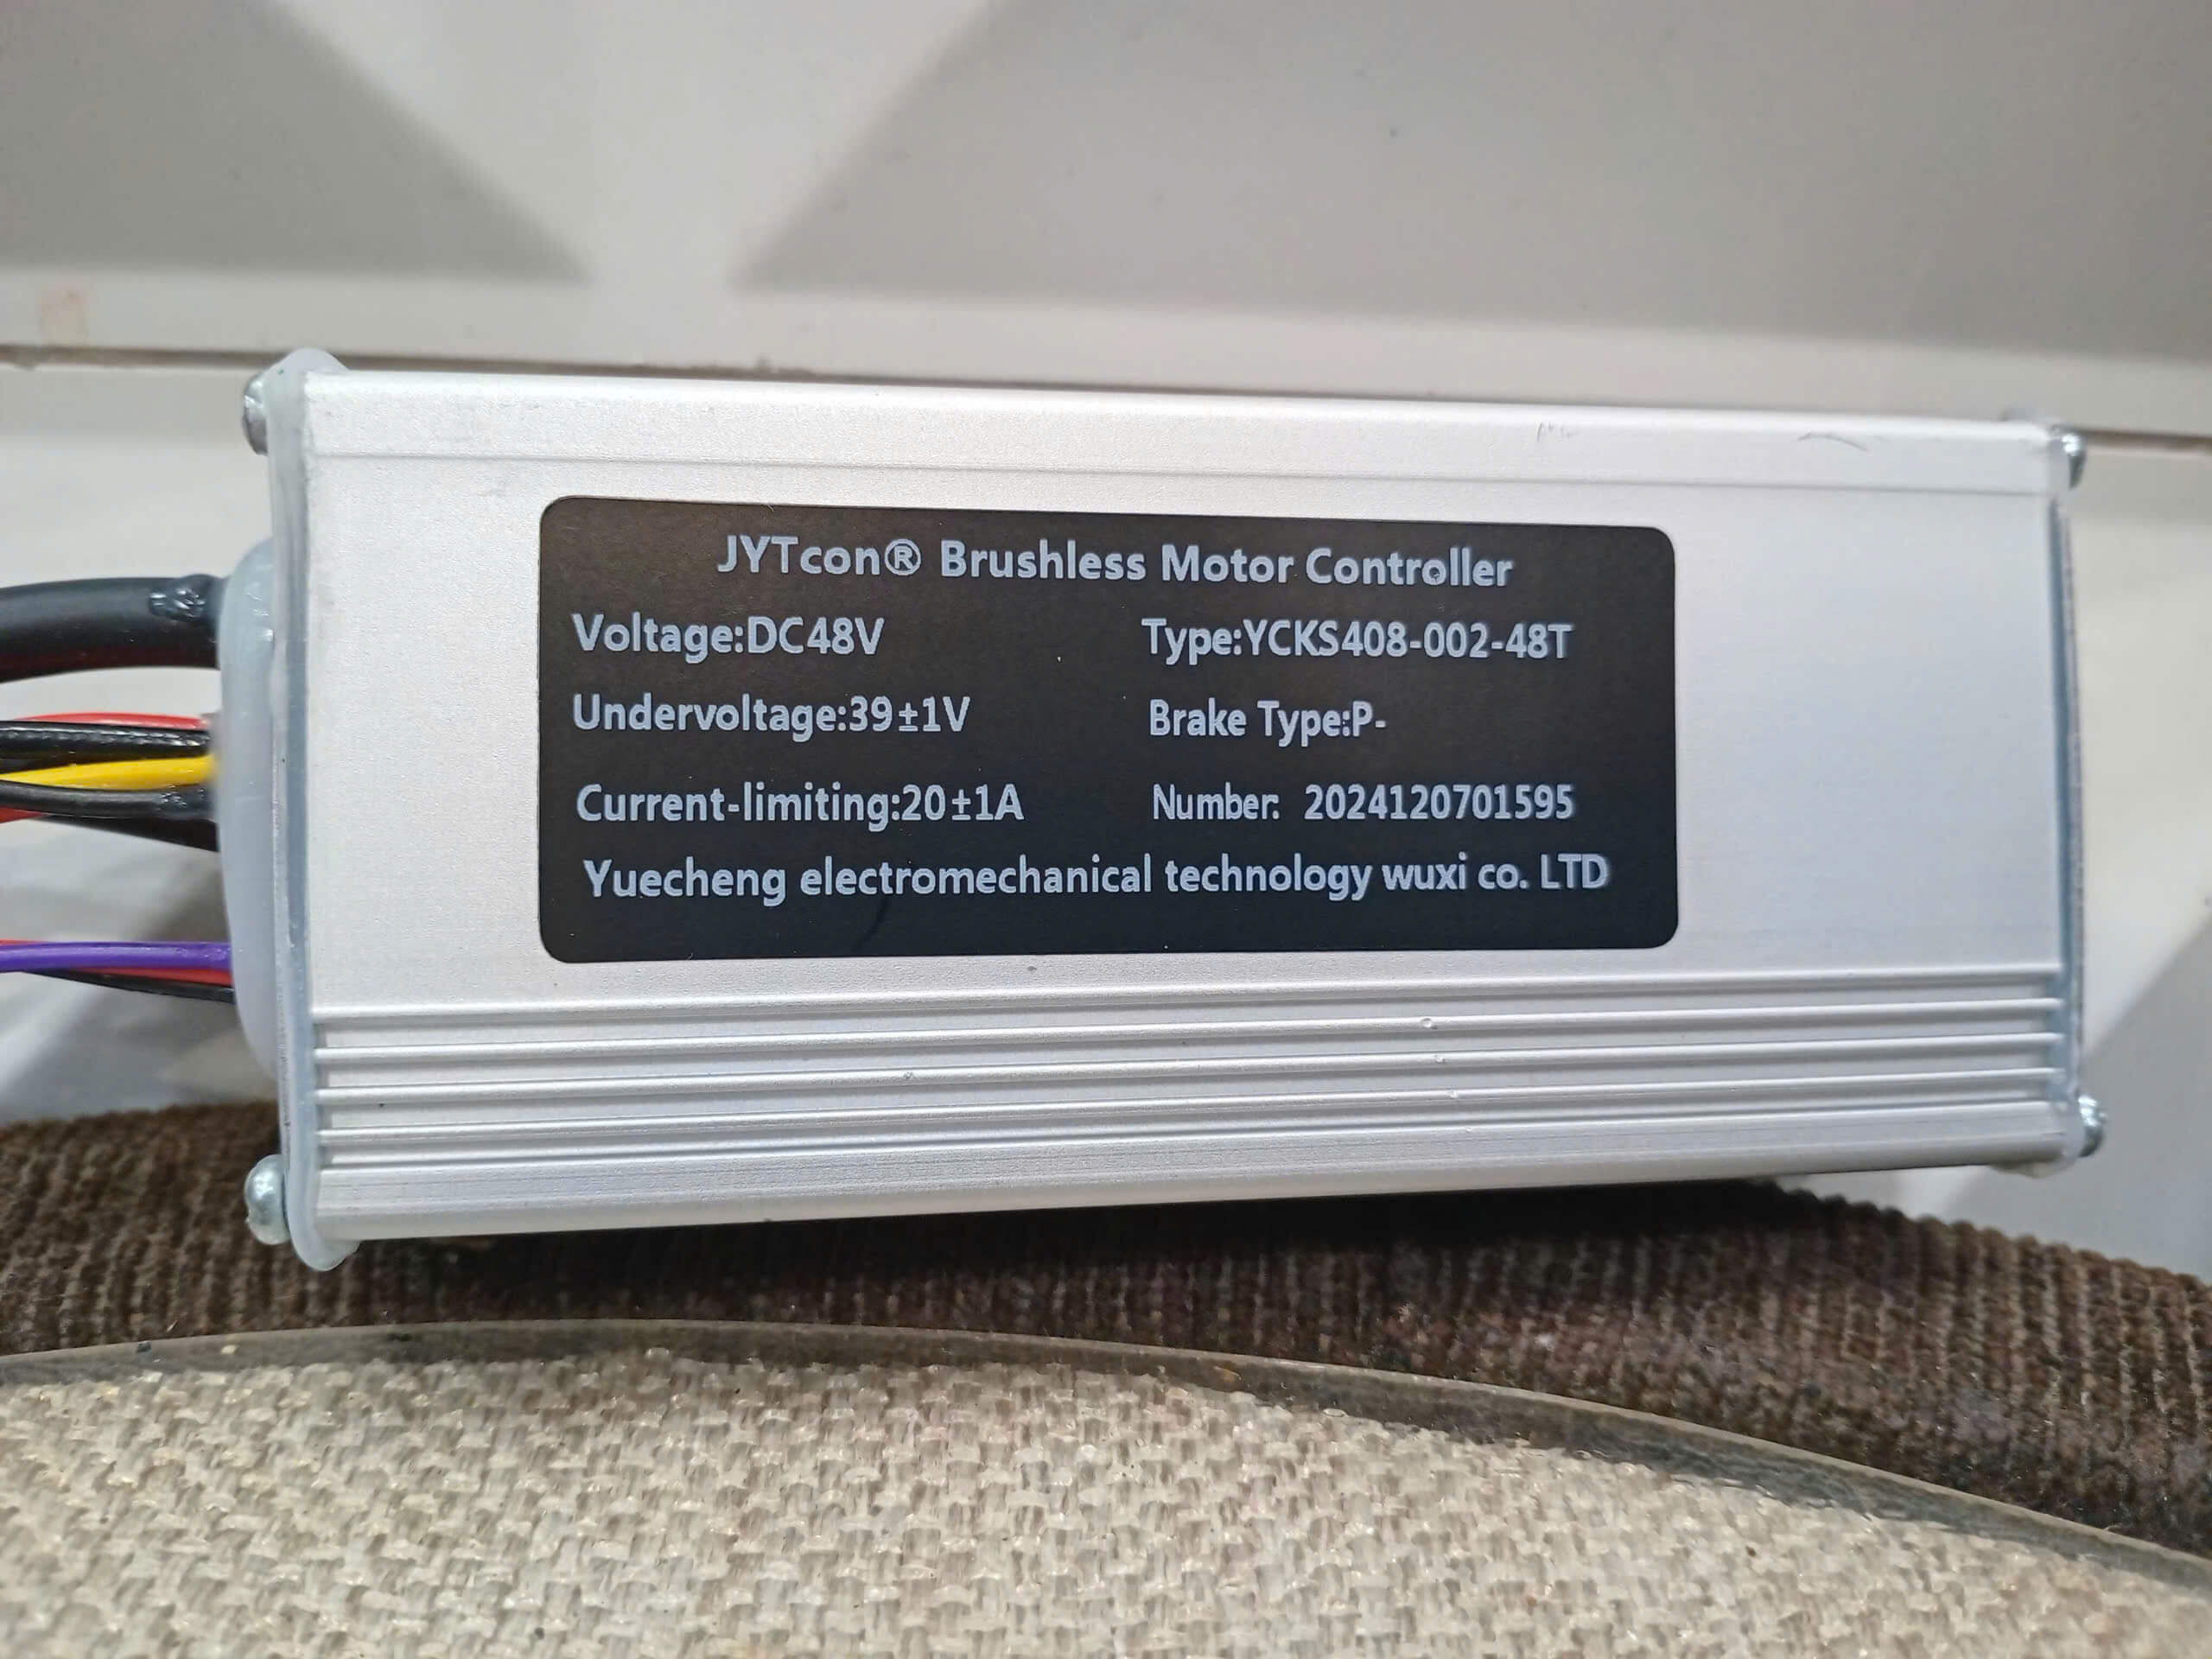 JYTcon® Brushless Motor Controller
Voltage:DC48V Type:YCKS408-002-48T
Undervoltage:39±1V Brake Type:P-
Current-limiting:20±1A Number: 2024120701595
Yuecheng electromechanical technology wuxi co. LTD